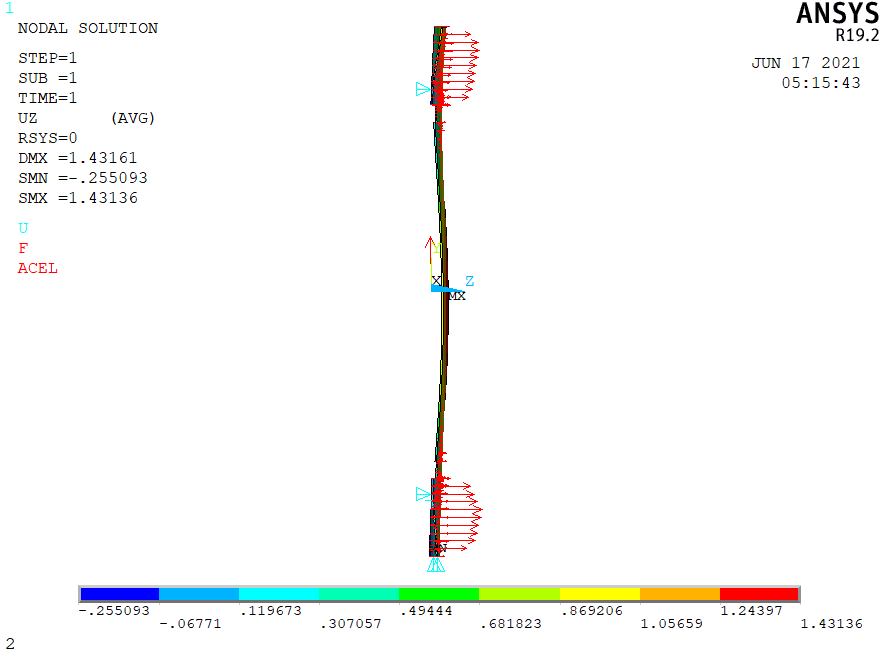 1
NODAL SOLUTION
STEP=1
SUB =1
TIME=1
UZ (AVG)
RSYS=0
DMX =1.43161
SMN =-.255093
SMX =1.43136
U
F
ACEL
ANSYS
R19.2
JUN 17 2021
05:15:43
Y
X Z
MX
-.255093 .119673 .49444 .869206 1.24397
-.06771 .307057 .681823 1.05659 1.43136
2